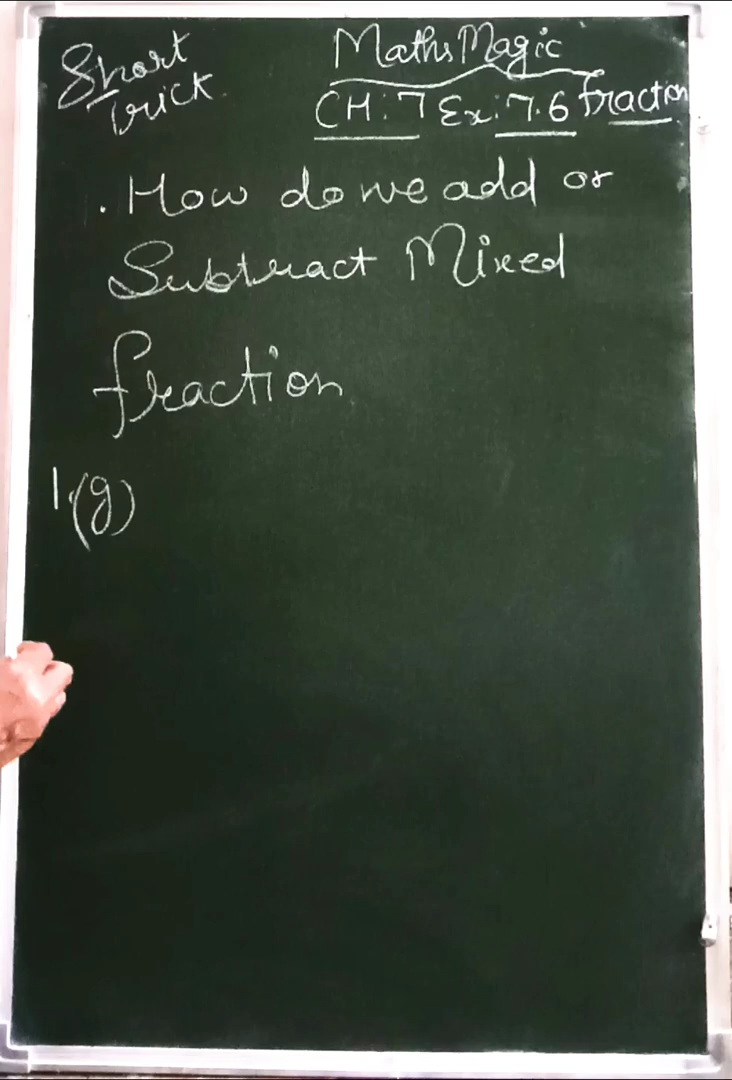 Short
trick
Maths Magic
CH:7 Ex:7.6 fraction
. How do we add or
Subtract Mixed
fraction
1.(g)